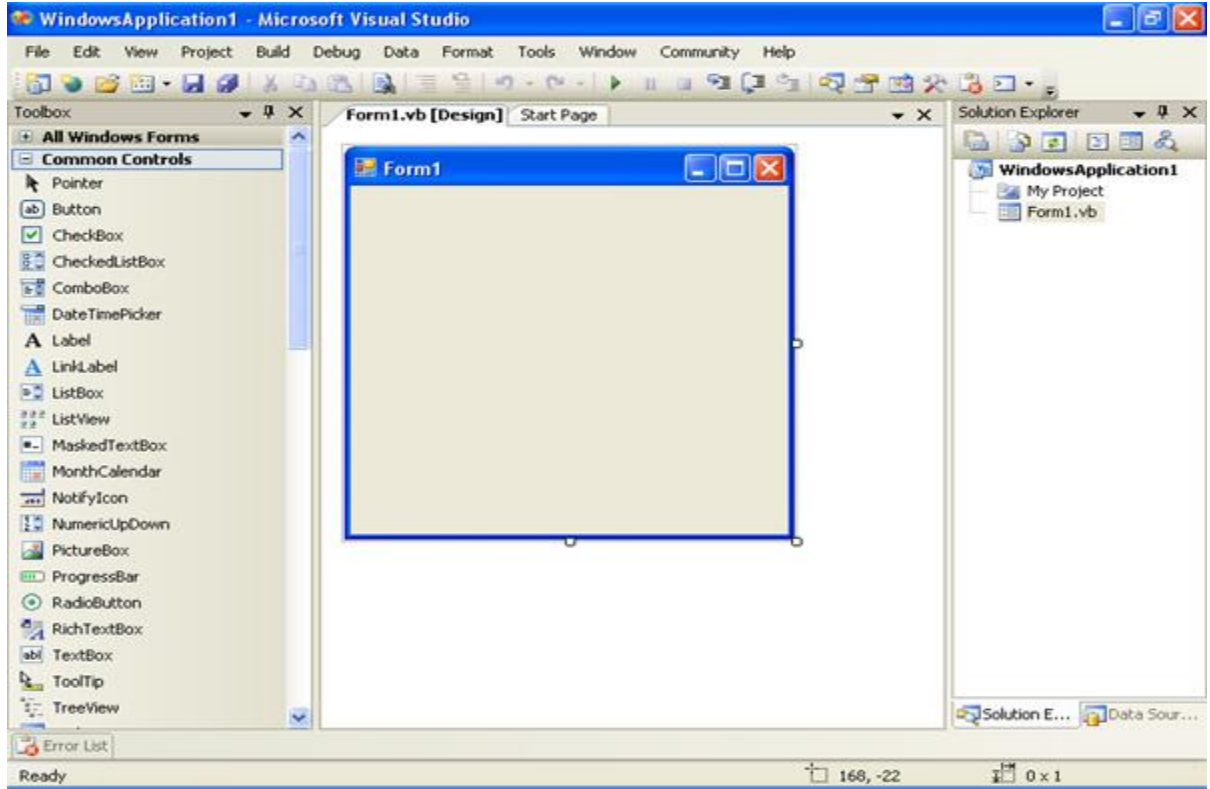 WindowsApplication1 - Microsoft Visual Studio
File Edit View Project Build Debug Data Format Tools Window Community Help
Toolbox
All Windows Forms
Common Controls
Pointer
Button
CheckBox
CheckedListBox
ComboBox
DateTimePicker
Label
LinkLabel
ListBox
ListView
MaskedTextBox
MonthCalendar
NotifyIcon
NumericUpDown
PictureBox
ProgressBar
RadioButton
RichTextBox
TextBox
ToolTip
TreeView
Form1.vb [Design] Start Page
Form1
Solution Explorer
WindowsApplication1
My Project
Form1.vb
Solution E... Data Sour...
Error List
Ready 168, -22 0 x 1